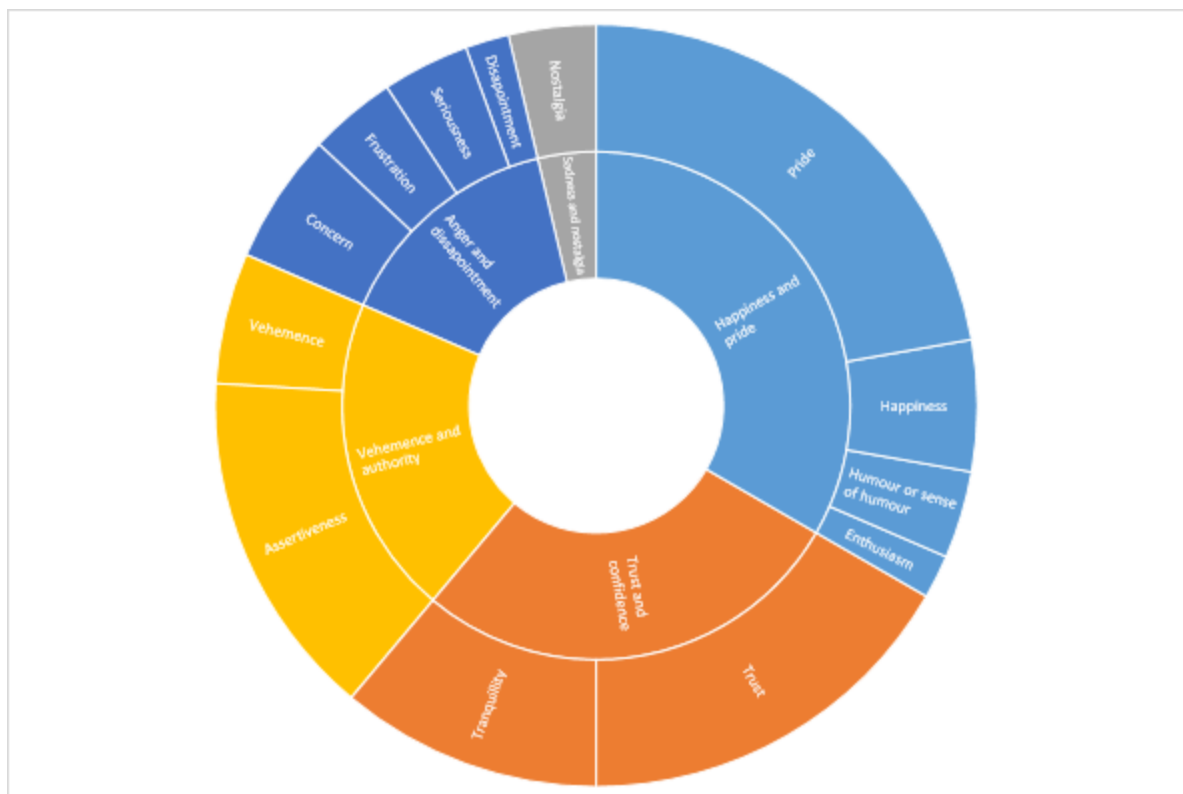 Pride
Happiness
Humour or sense
of humour
Enthusiasm
Happiness and
pride
Trust
Tranquillity
Trust and
confidence
Assertiveness
Vehemence
Vehemence and
authority
Concern
Frustration
Seriousness
Disapointment
Anger and
dissapointment
Nostalgia
Sadness and nostalgia